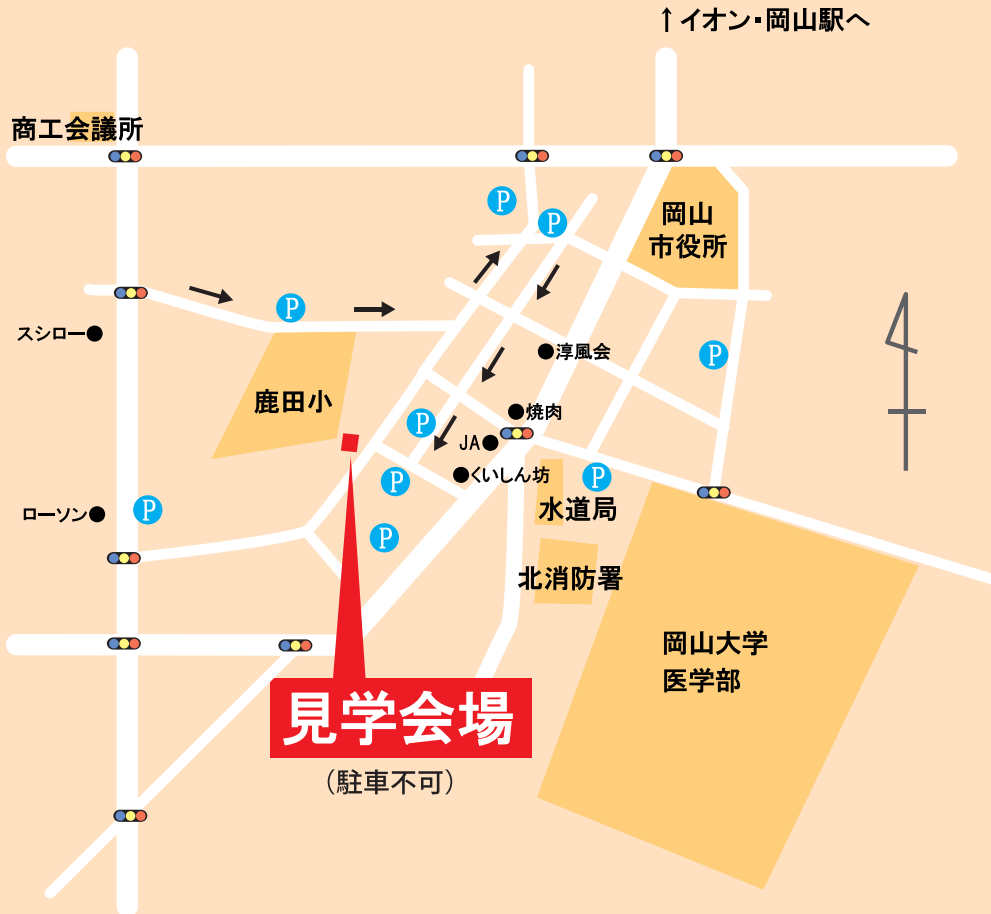 ↑イオン・岡山駅へ
商工会議所
P
P
岡山
市役所
P
スシロー
淳風会
P
鹿田小
焼肉
P
JA
くいしん坊
P
P
ローソン
P
水道局
P
北消防署
岡山大学
医学部
見学会場
（駐車不可）